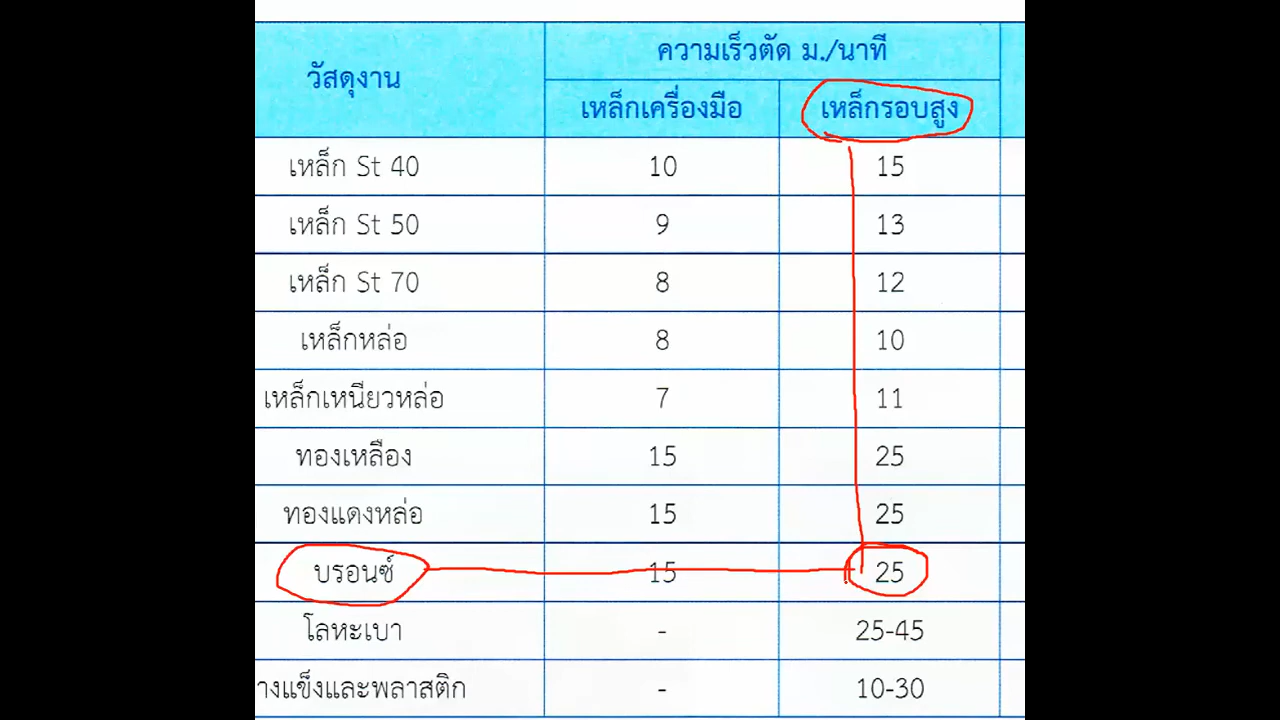 วัสดุงาน ความเร็วตัด ม./นาที
เหล็กเครื่องมือ เหล็กรอบสูง
เหล็ก St 40 10 15
เหล็ก St 50 9 13
เหล็ก St 70 8 12
เหล็กหล่อ 8 10
เหล็กเหนียวหล่อ 7 11
ทองเหลือง 15 25
ทองแดงหล่อ 15 25
บรอนซ์ 15 25
โลหะเบา - 25-45
างแข็งและพลาสติก - 10-30